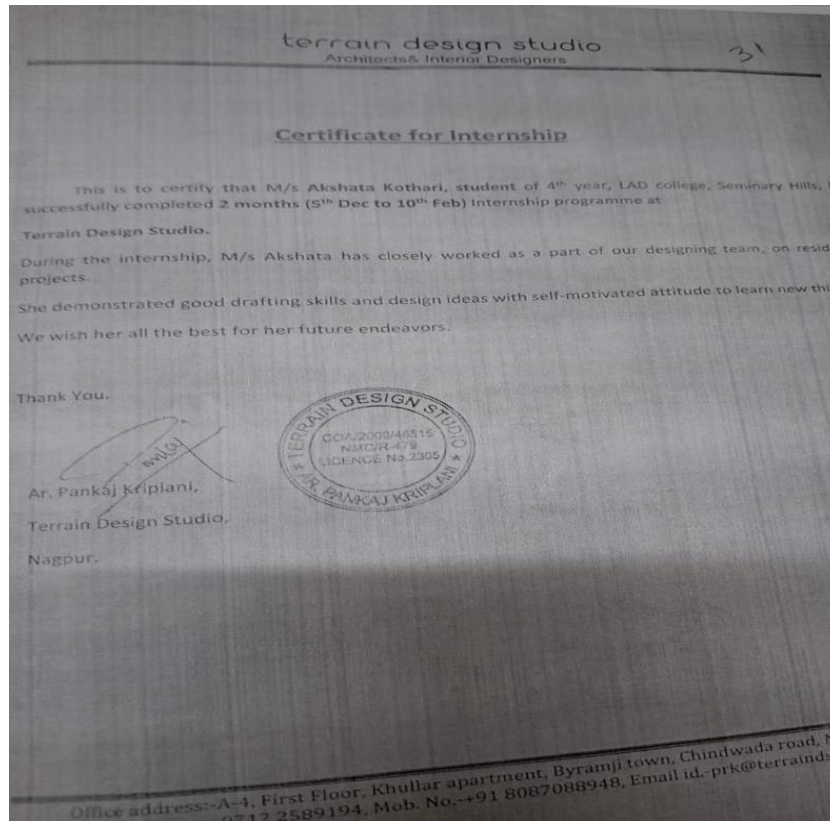 terrain design studio
Architects& Interior Designers
31
Certificate for Internship
This is to certify that M/s Akshata Kothari, student of 4th year, LAD college, Seminary Hills,
successfully completed 2 months (5th Dec to 10th Feb) Internship programme at
Terrain Design Studio.
During the internship, M/s Akshata has closely worked as a part of our designing team, on resid
projects.
She demonstrated good drafting skills and design ideas with self-motivated attitude to learn new thi
We wish her all the best for her future endeavors.
Thank You.
TERRAIN DESIGN STUDIO
COA/2009/46515
NMC/R-479
LICENCE No.2305
AR. PANKAJ KRIPLANI
Ar. Pankaj Kriplani,
Terrain Design Studio,
Nagpur.
Office address:-A-4, First Floor, Khullar apartment, Byramji town, Chindwada road,
0712 2589194, Mob. No.-+91 8087088948, Email id.-prk@terrainds